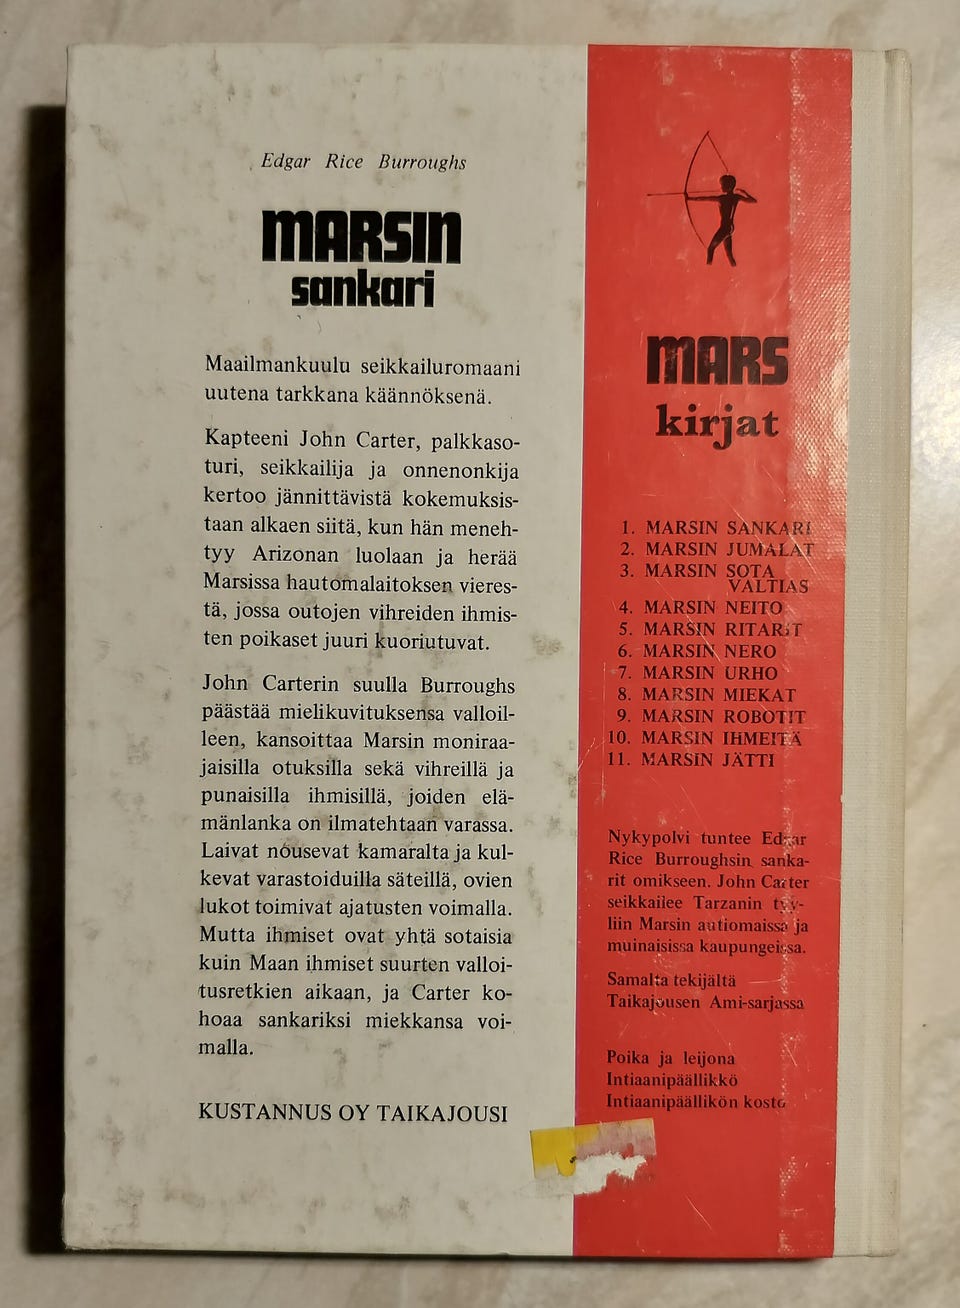 Edgar Rice Burroughs
MARSIN
sankari
Maailmankuulu seikkailuromaani
uutena tarkkana käännöksenä.
Kapteeni John Carter, palkkaso-
turi, seikkailija ja onnenonkija
kertoo jännittävistä kokemuksis-
taan alkaen siitä, kun hän meneh-
tyy Arizonan luolaan ja herää
Marsissa hautomalaitoksen vieres-
tä, jossa outojen vihreiden ihmis-
ten poikaset juuri kuoriutuvat.
John Carterin suulla Burroughs
päästää mielikuvituksensa valloil-
leen, kansoittaa Marsin moniraa-
jaisilla otuksilla sekä vihreillä ja
punaisilla ihmisillä, joiden elä-
mänlanka on ilmatehtaan varassa.
Laivat nousevat kamaralta ja kul-
kevat varastoiduilla säteillä, ovien
lukot toimivat ajatusten voimalla.
Mutta ihmiset ovat yhtä sotaisia
kuin Maan ihmiset suurten valloi-
tusretkien aikaan, ja Carter ko-
hoaa sankariksi miekkansa voi-
malla.
KUSTANNUS OY TAIKAJOUSI
MARS
kirjat
1. MARSIN SANKARI
2. MARSIN JUMALAT
3. MARSIN SOTA
VALTIAS
4. MARSIN NEITO
5. MARSIN RITARIT
6. MARSIN NERO
7. MARSIN URHO
8. MARSIN MIEKAT
9. MARSIN ROBOTIT
10. MARSIN IHMEITÄ
11. MARSIN JÄTTI
Nykypolvi tuntee Edgar
Rice Burroughsin sanka-
rit omikseen. John Carter
seikkailee Tarzanin tyy-
liin Marsin autiomaissa ja
muinaisissa kaupungeissa.
Samalta tekijältä
Taikajousen Ami-sarjassa
Poika ja leijona
Intiaanipäällikkö
Intiaanipäällikön kosto